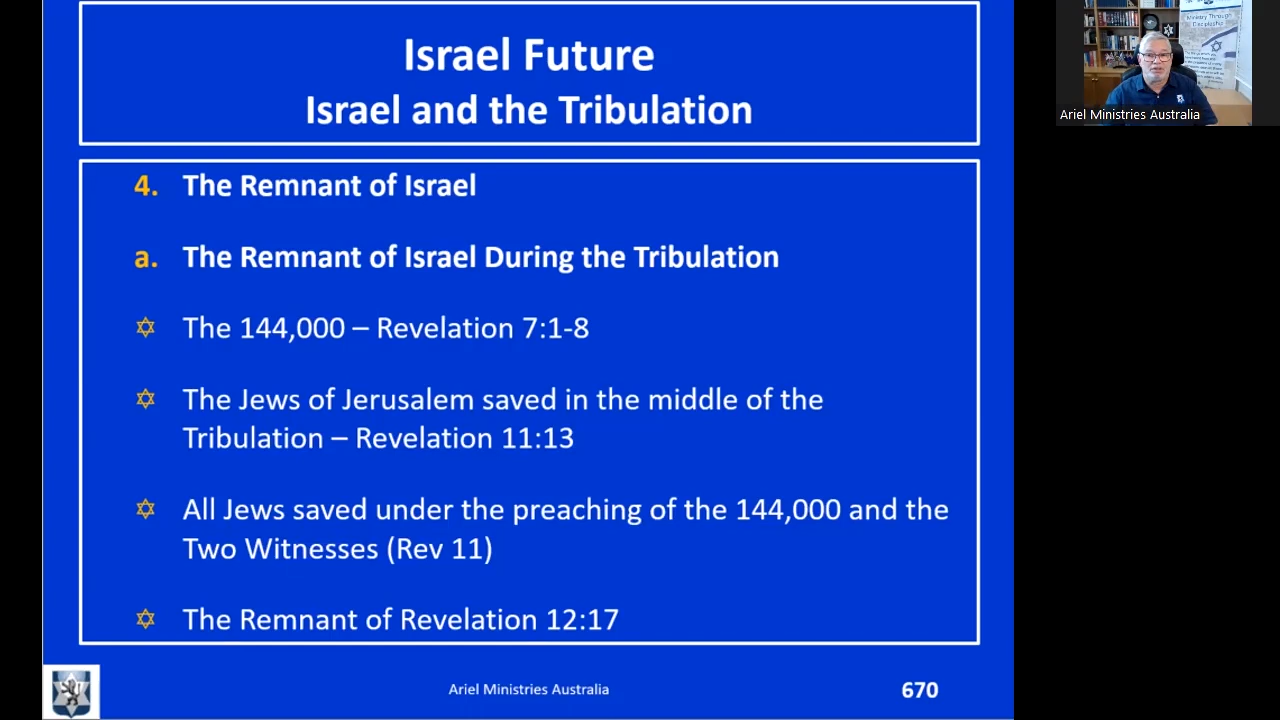 Israel Future
Israel and the Tribulation
4. The Remnant of Israel
a. The Remnant of Israel During the Tribulation
The 144,000 – Revelation 7:1-8
The Jews of Jerusalem saved in the middle of the
Tribulation – Revelation 11:13
All Jews saved under the preaching of the 144,000 and the
Two Witnesses (Rev 11)
The Remnant of Revelation 12:17
Ariel Ministries Australia
670
Ministry Through
Discipleship
Ariel Ministries Australia